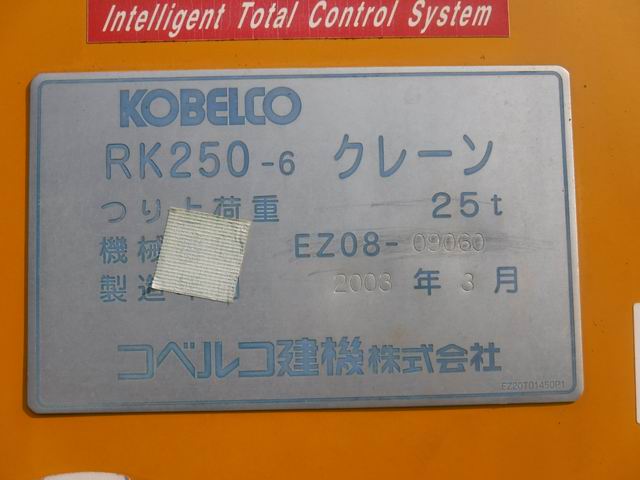 Intelligent Total Control System
KOBELCO
RK250-6 クレーン
つり上荷重 25t
機械 EZ08-09060
製造 2003 年 3 月
コベルコ建機株式会社
EZ20T01450P1